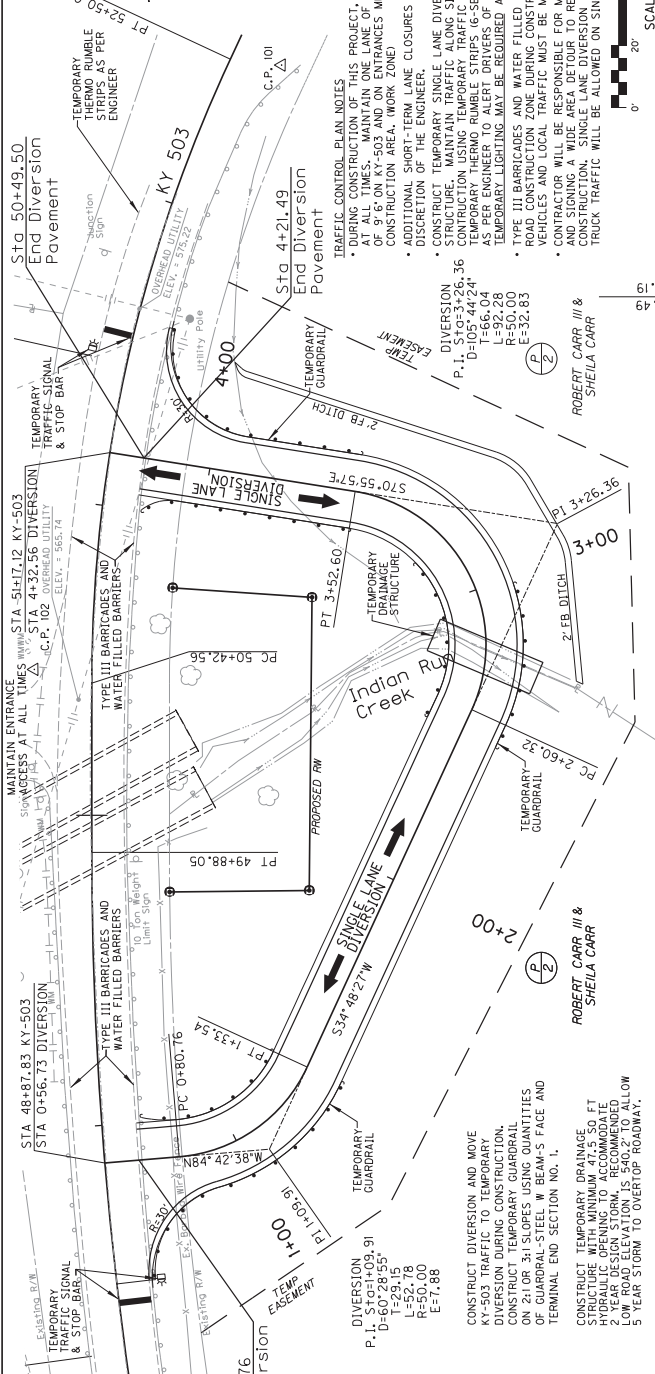 PT 52+50
TEMPORARY
THERMO RUMBLE
STRIPS AS PER
ENGINEER
C.P. 101
KY 503
Sta 50+49.50
End Diversion
Pavement
Junction
Sign
OVERHEAD UTILITY
ELEV. = 575.22
Utility Pole
Sta 4+21.49
End Diversion
Pavement
TEMPORARY
TRAFFIC SIGNAL
& STOP BAR
4+00
R=30'
TEMPORARY
GUARDRAIL
2' FB DITCH
TEMP
EASEMENT
MAINTAIN ENTRANCE
ACCESS AT ALL TIMES
STA 51+17.12 KY-503
STA 4+32.56 DIVERSION
C.P. 102
OVERHEAD UTILITY
ELEV. = 565.74
TYPE III BARRICADES AND
WATER FILLED BARRIERS
SINGLE LANE
DIVERSION
S70°55'57"E
PT 3+52.60
PI 3+26.36
3+00
2' FB DITCH
PC 50+42.56
TEMPORARY
DRAINAGE
STRUCTURE
Indian Run
Creek
PROPOSED RW
PC 2+60.32
TEMPORARY
GUARDRAIL
Sign
PT 49+88.05
10 Ton Weight
Limit Sign
SINGLE LANE
DIVERSION
2+00
S34°48'27"W
P
2
ROBERT CARR III &
SHEILA CARR
STA 48+87.83 KY-503
STA 0+56.73 DIVERSION
TYPE III BARRICADES AND
WATER FILLED BARRIERS
PC 0+80.76
PT 1+33.54
N84°42'38"W
PI 1+09.91
1+00
TEMPORARY
GUARDRAIL
R=30'
Existing R/W
TEMPORARY
TRAFFIC SIGNAL
& STOP BAR
Existing R/W
TEMP
EASEMENT
76
rsion
DIVERSION
P.I. Sta=1+09.91
D=60°28'55"
T=29.15
L=52.78
R=50.00
E=7.88
CONSTRUCT DIVERSION AND MOVE
KY-503 TRAFFIC TO TEMPORARY
DIVERSION DURING CONSTRUCTION.
CONSTRUCT TEMPORARY GUARDRAIL
ON 2:1 OR 3:1 SLOPES USING QUANTITIES
OF GUARDRAL-STEEL W BEAM-S FACE AND
TERMINAL END SECTION NO. 1.
CONSTRUCT TEMPORARY DRAINAGE
STRUCTURE WITH MINIMUM 47.5 SQ FT
HYDRAULIC OPENING TO ACCOMMODATE
2 YEAR DESIGN STORM. RECOMMENDED
LOW ROAD ELEVATION IS 540.2' TO ALLOW
5 YEAR STORM TO OVERTOP ROADWAY.
DIVERSION
P.I. Sta=3+26.36
D=105°44'24"
T=66.04
L=92.28
R=50.00
E=32.83
P
2
ROBERT CARR III &
SHEILA CARR
TRAFFIC CONTROL PLAN NOTES
• DURING CONSTRUCTION OF THIS PROJECT,
AT ALL TIMES. MAINTAIN ONE LANE OF
OF 9'6" ON KY-503 AND ON ENTRANCES M
CONSTRUCTION AREA. (WORK ZONE)
• ADDITIONAL SHORT-TERM LANE CLOSURES
DISCRETION OF THE ENGINEER.
• CONSTRUCT TEMPORARY SINGLE LANE DIVE
STRUCTURE. MAINTAIN TRAFFIC ALONG SI
CONTRUCTION USING TEMPORARY TRAFFIC
TEMPORARY THERMO RUMBLE STRIPS (6-SE
AS PER ENGINEER TO ALERT DRIVERS OF
TEMPORARY LIGHTING MAY BE REQUIRED A
• TYPE III BARRICADES AND WATER FILLED
ROAD CONSTRUCTION ZONE DURING CONSTR
VEHICLES AND LOCAL TRAFFIC MUST BE M
• CONTRACTOR WILL BE RESPONSIBLE FOR M
AND SIGNING A WIDE AREA DETOUR TO RE
CONSTRUCTION. SINGLE LANE DIVERSION
TRUCK TRAFFIC WILL BE ALLOWED ON SIN
0' 20'
SCAL
.49
.19